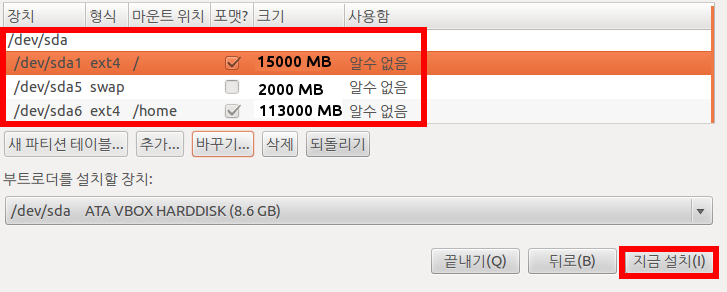 장치 형식 마운트 위치 포맷? 크기 사용함
/dev/sda
/dev/sda1 ext4 / 15000 MB 알수 없음
/dev/sda5 swap 2000 MB 알수 없음
/dev/sda6 ext4 /home 113000 MB 알수 없음
새 파티션 테이블... 추가... 바꾸기... 삭제 되돌리기
부트로더를 설치할 장치:
/dev/sda ATA VBOX HARDDISK (8.6 GB)
끝내기(Q) 뒤로(B) 지금 설치(I)